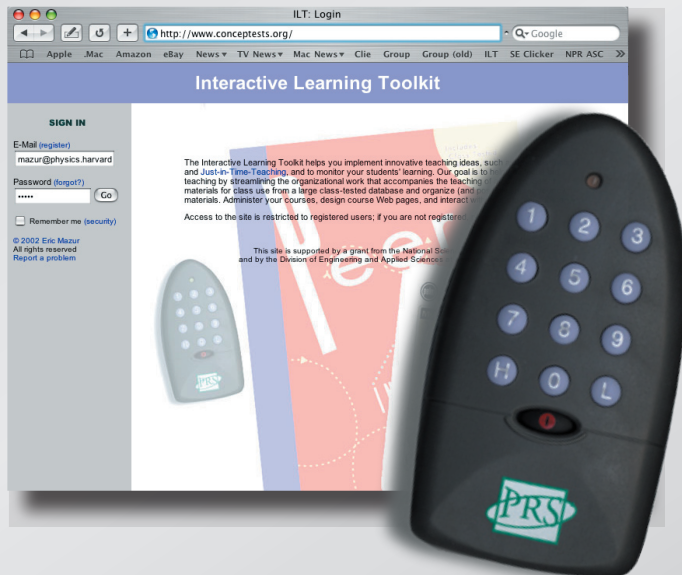 ILT: Login
http://www.conceptests.org/
Google
Apple .Mac Amazon eBay News TV News Mac News Clie Group Group (old) ILT SE Clicker NPR ASC >>
Interactive Learning Toolkit
SIGN IN
E-Mail (register)
mazur@physics.harvard
Password (forgot?)
Go
Remember me (security)
© 2002 Eric Mazur
All rights reserved
Report a problem
The Interactive Learning Toolkit helps you implement innovative teaching ideas,
and Just-in-Time-Teaching, and to monitor your students' learning. Our goal is to
teaching by streamlining the organizational work that accompanies the teaching
materials for class use from a large class-tested database and organize (and
materials. Administer your courses, design course Web pages, and interact
Access to the site is restricted to registered users; if you are not registered
This site is supported by a grant from the National
and by the Division of Engineering and Applied Sciences
PRS
1 2 3
4 5 6
7 8 9
H 0 L
PRS